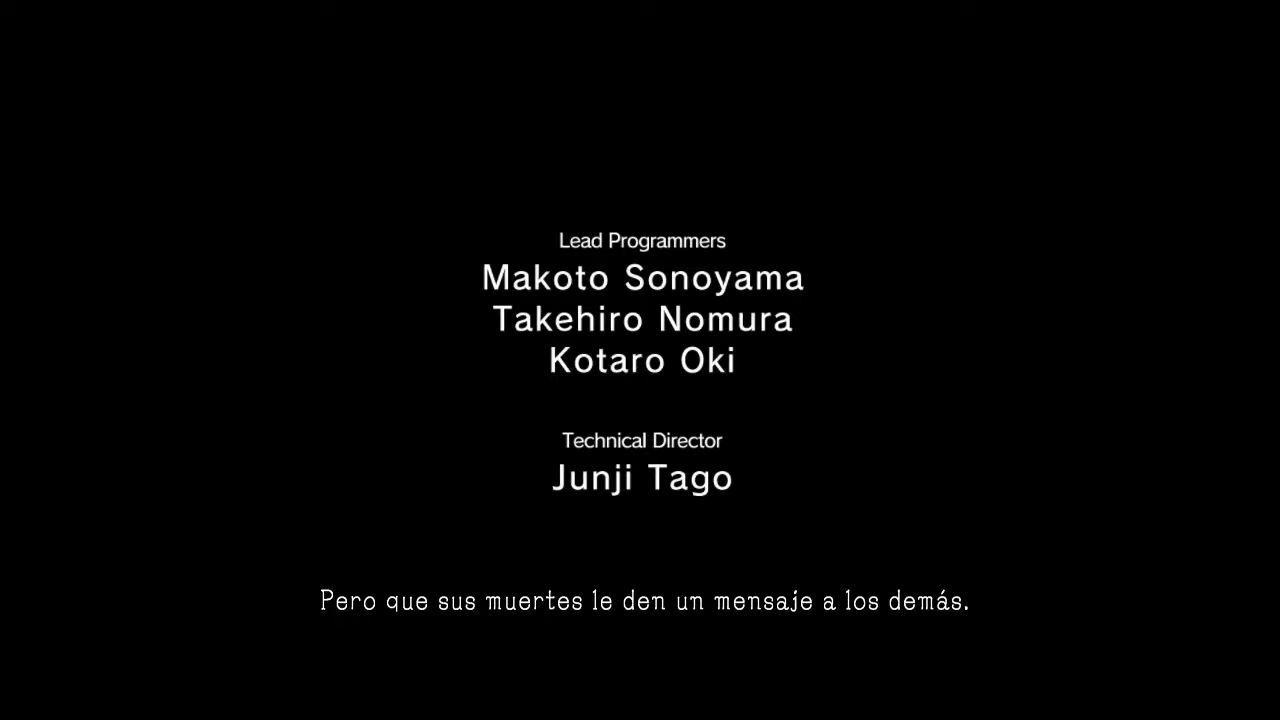 Lead Programmers
Makoto Sonoyama
Takehiro Nomura
Kotaro Oki
Technical Director
Junji Tago
Pero que sus muertes le den un mensaje a los demás.